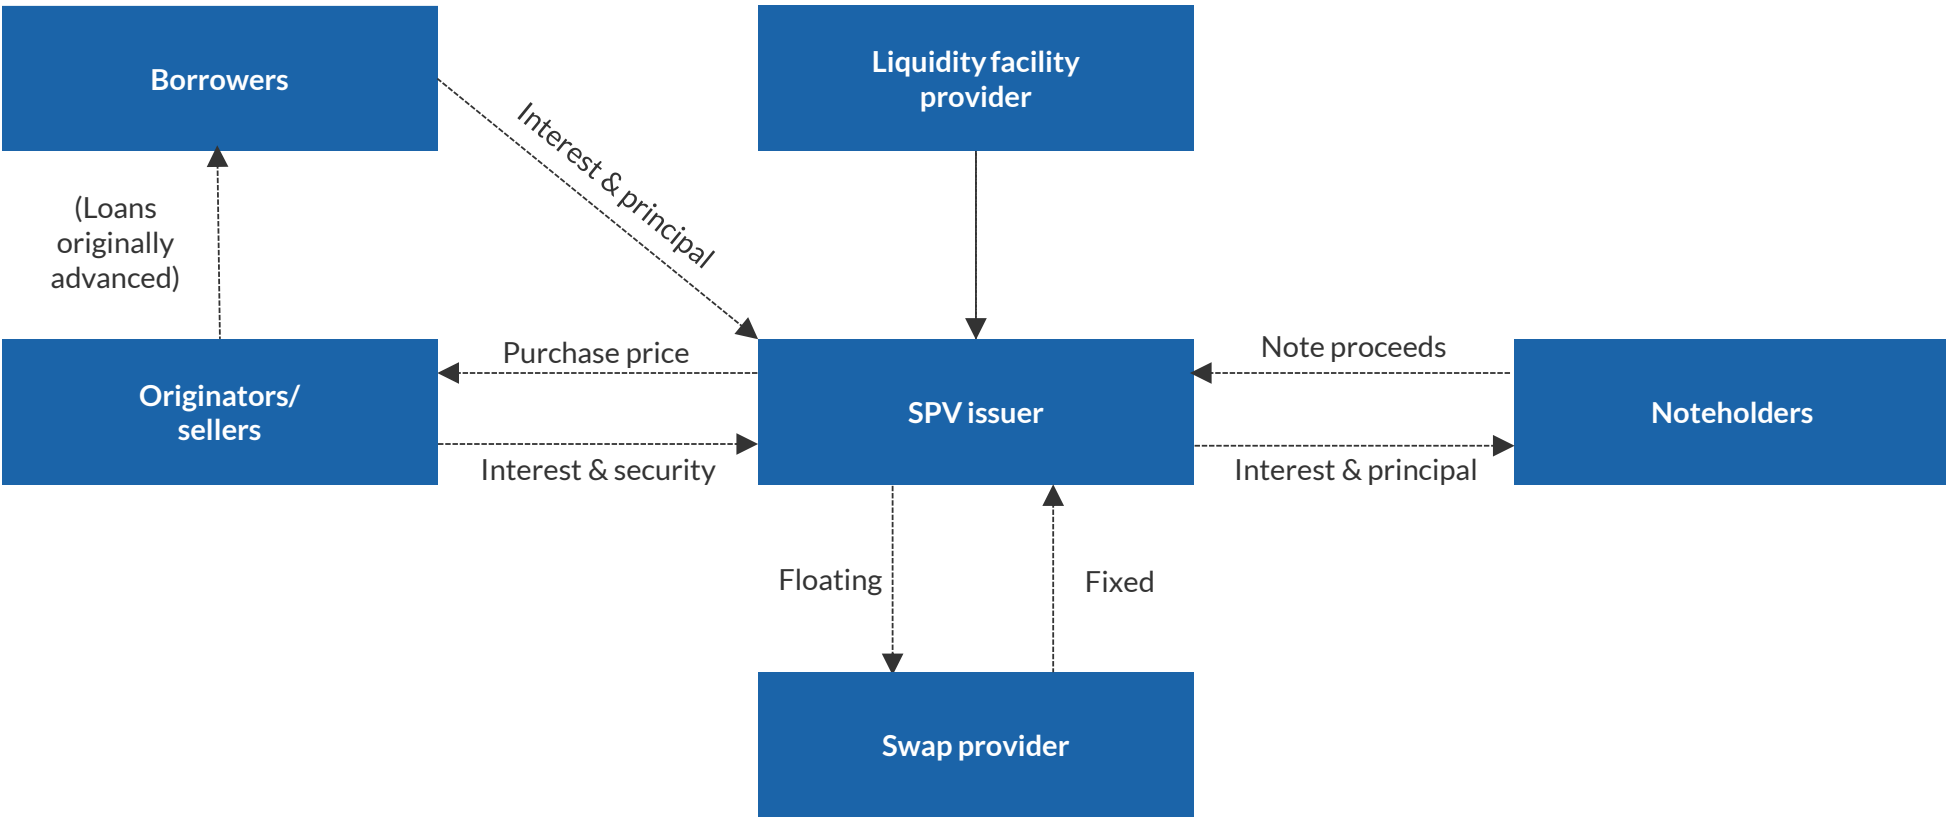 Borrowers
Liquidity facility
provider
Interest & principal
(Loans
originally
advanced)
Originators/
sellers
Purchase price
Interest & security
SPV issuer
Note proceeds
Interest & principal
Noteholders
Floating
Fixed
Swap provider